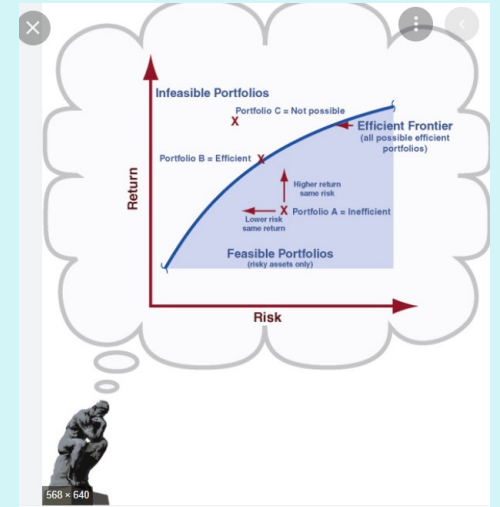 Infeasible Portfolios
Portfolio C = Not possible
X
Efficient Frontier
(all possible efficient
portfolios)
Portfolio B = Efficient X
Return
Higher return
same risk
X Portfolio A = Inefficient
Lower risk
same return
Feasible Portfolios
(risky assets only)
Risk
568 × 640